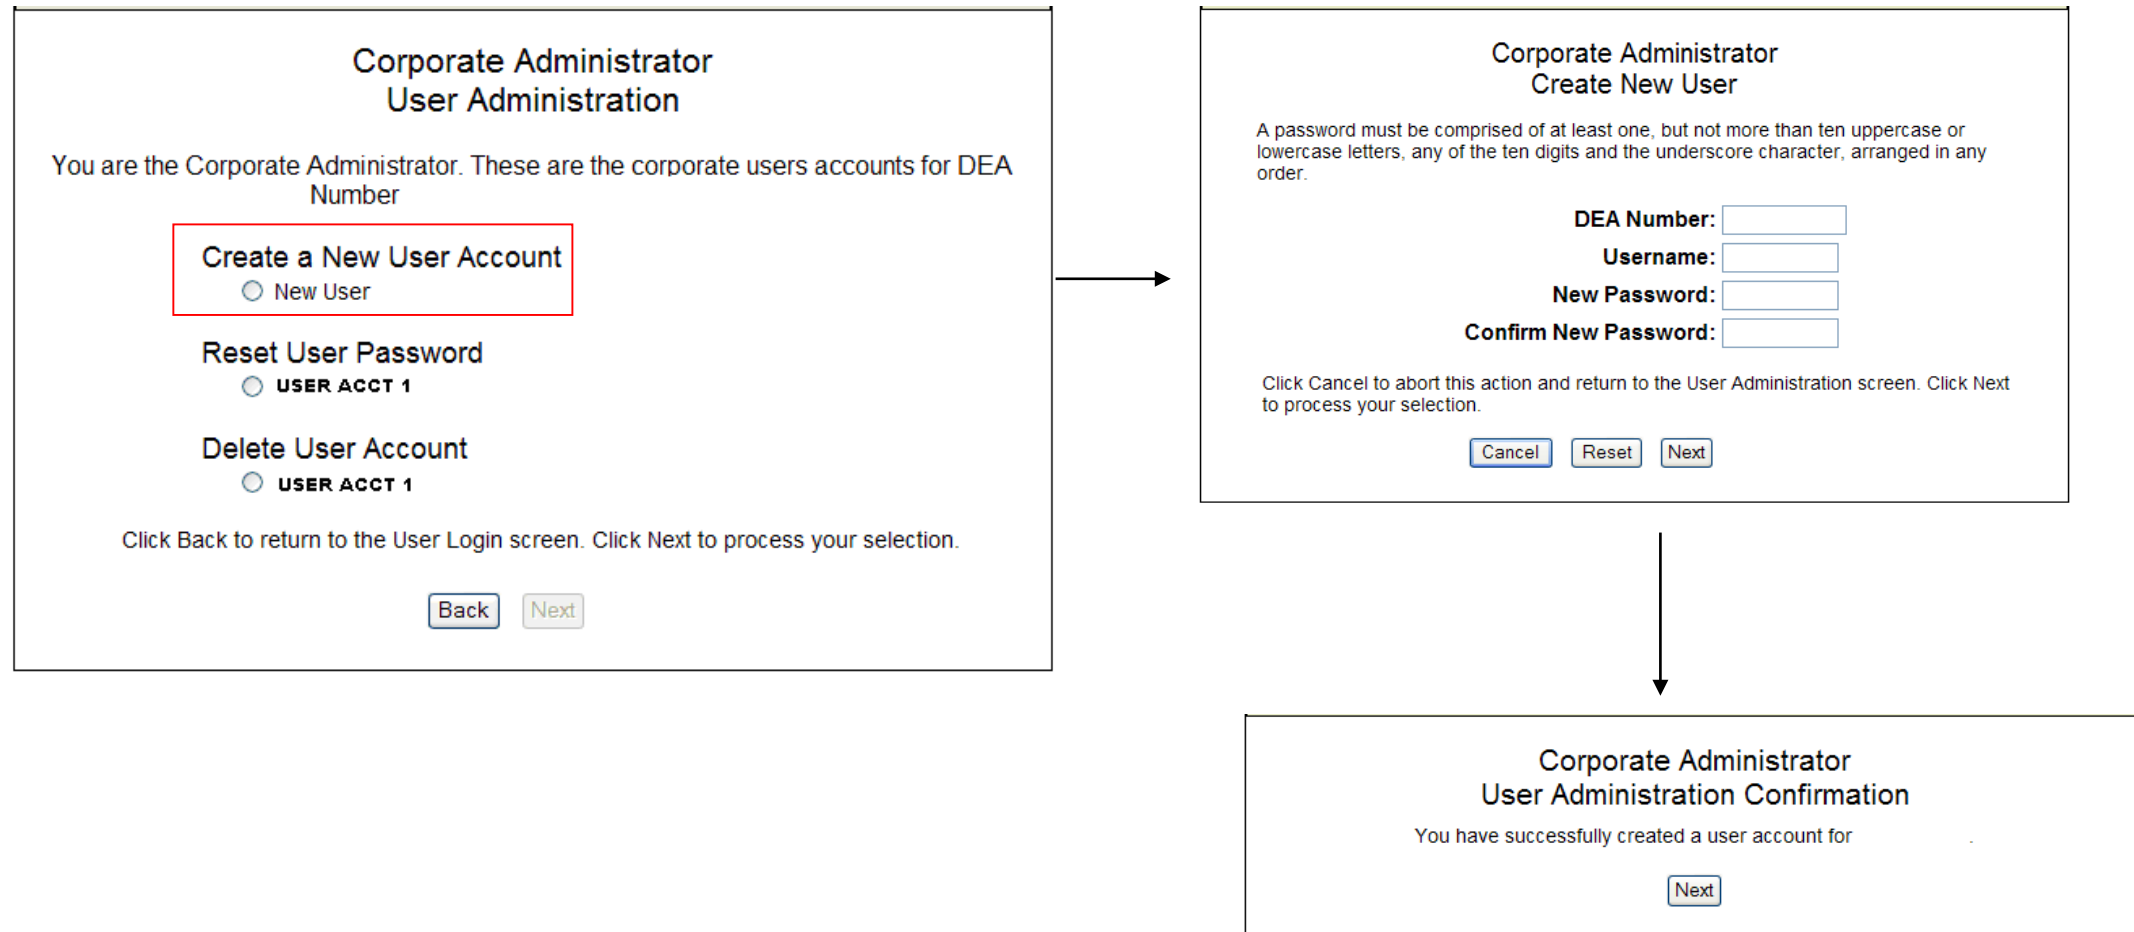 Corporate Administrator
User Administration
You are the Corporate Administrator. These are the corporate users accounts for DEA
Number
Create a New User Account
New User
Reset User Password
USER ACCT 1
Delete User Account
USER ACCT 1
Click Back to return to the User Login screen. Click Next to process your selection.
Back Next
Corporate Administrator
Create New User
A password must be comprised of at least one, but not more than ten uppercase or
lowercase letters, any of the ten digits and the underscore character, arranged in any
order.
DEA Number:
Username:
New Password:
Confirm New Password:
Click Cancel to abort this action and return to the User Administration screen. Click Next
to process your selection.
Cancel Reset Next
Corporate Administrator
User Administration Confirmation
You have successfully created a user account for .
Next